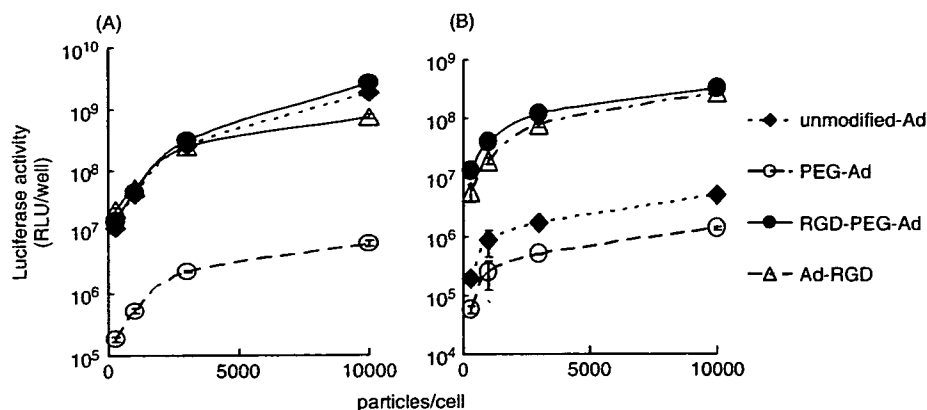 (A)
(B)
Luciferase activity
(RLU/well)
10¹⁰
10⁹
10⁸
10⁷
10⁶
10⁵
0
5000
10000
10⁹
10⁸
10⁷
10⁶
10⁵
10⁴
0
5000
10000
particles/cell
unmodified-Ad
PEG-Ad
RGD-PEG-Ad
Ad-RGD